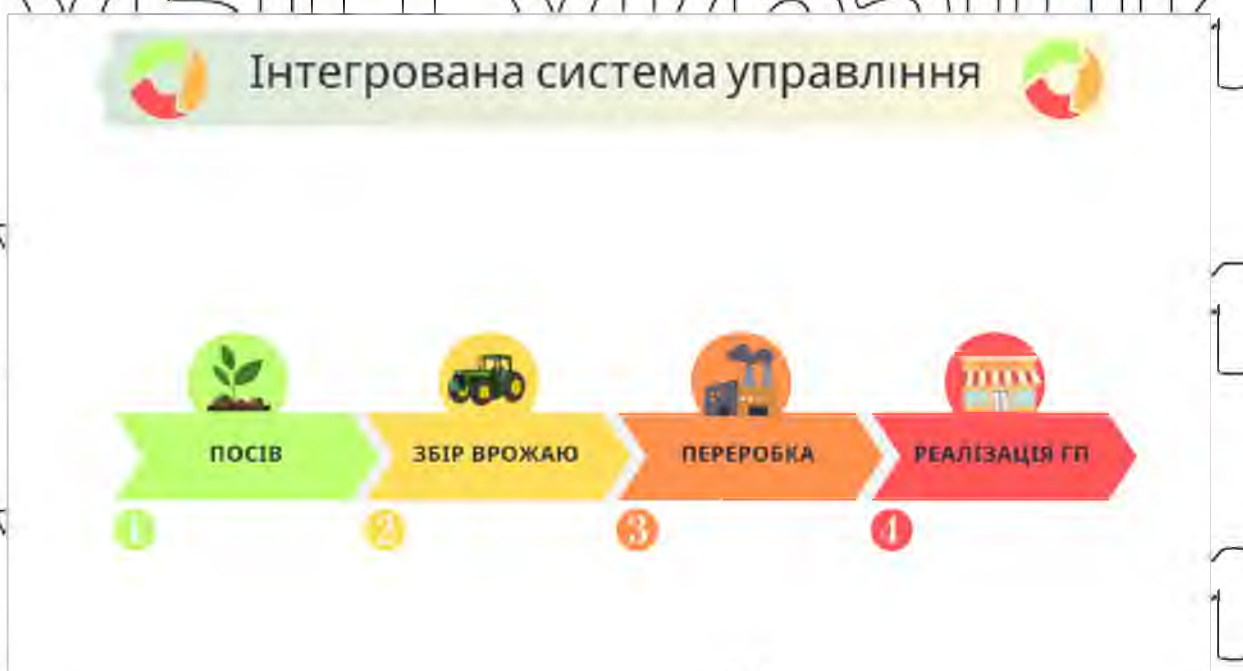 Інтегрована система управління
ПОСІВ
ЗБІР ВРОЖАЮ
ПЕРЕРОБКА
РЕАЛІЗАЦІЯ ГП
1
2
3
4